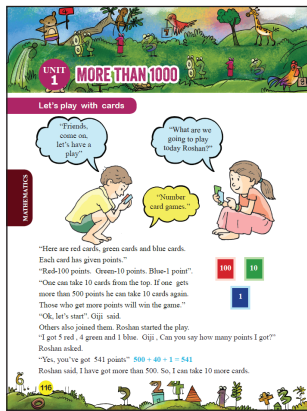 UNIT
1
MORE THAN 1000
Let's play with cards
"Friends,
come on,
let's have a
play"
"What are we
going to play
today Roshan?"
"Number
card games."
MATHEMATICS
"Here are red cards, green cards and blue cards.
Each card has given points."
"Red-100 points. Green-10 points. Blue-1 point".
"One can take 10 cards from the top. If one gets
more than 500 points he can take 10 cards again.
Those who get more points will win the game."
"Ok, let's start". Giji said.
Others also joined them. Roshan started the play.
"I got 5 red , 4 green and 1 blue. Giji , Can you say how many points I got?"
Roshan asked.
"Yes, you've got 541 points" 500 + 40 + 1 = 541
Roshan said, I have got more than 500. So, I can take 10 more cards.
100
10
1
116